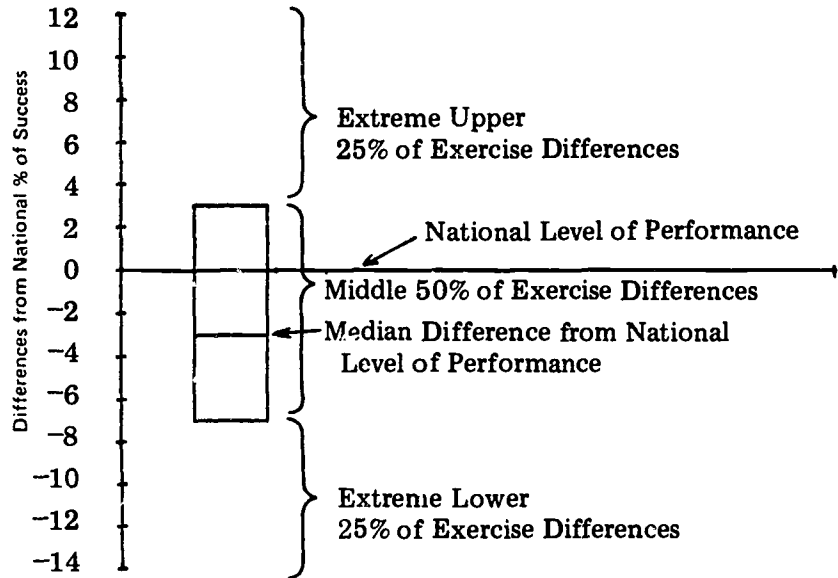 Differences from National % of Success
12
10
8
6
4
2
0
−2
−4
−6
−8
−10
−12
−14
Extreme Upper
25% of Exercise Differences
National Level of Performance
Middle 50% of Exercise Differences
Median Difference from National
Level of Performance
Extreme Lower
25% of Exercise Differences